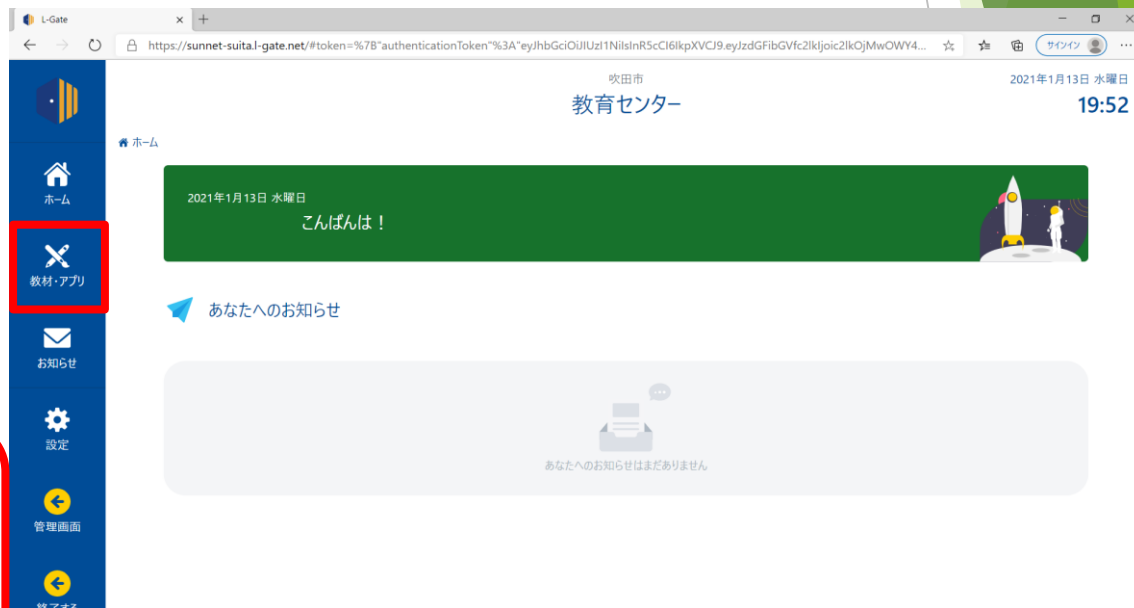 L-Gate
https://sunnet-suita.l-gate.net/#token=%7B"authenticationToken"%3A"eyJhbGciOiJIUzI1NiIsInR5cCI6IkpXVCJ9.eyJzdGFibGVfc2lkIjoic2lkOjMwOWY4...
サインイン
吹田市
教育センター
2021年1月13日 水曜日
19:52
ホーム
ホーム
教材・アプリ
お知らせ
設定
管理画面
終了する
2021年1月13日 水曜日
こんばんは！
あなたへのお知らせ
あなたへのお知らせはまだありません